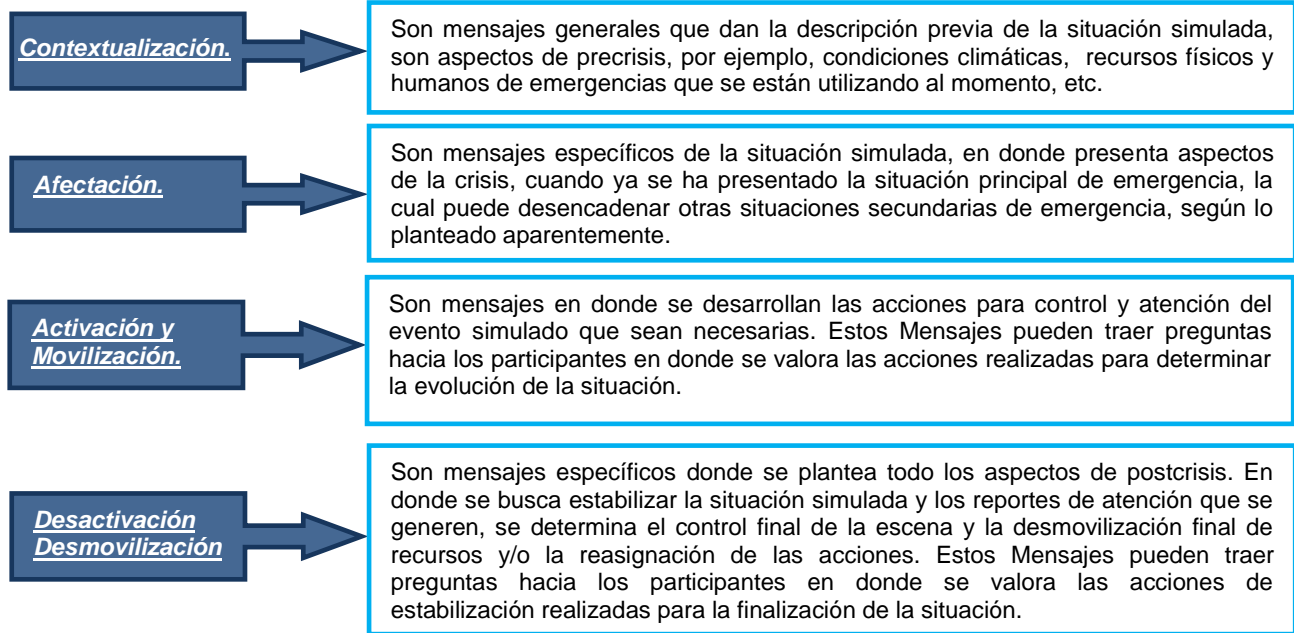 Contextualización.
Son mensajes generales que dan la descripción previa de la situación simulada,
son aspectos de precrisis, por ejemplo, condiciones climáticas, recursos físicos y
humanos de emergencias que se están utilizando al momento, etc.
Afectación.
Son mensajes específicos de la situación simulada, en donde presenta aspectos
de la crisis, cuando ya se ha presentado la situación principal de emergencia, la
cual puede desencadenar otras situaciones secundarias de emergencia, según lo
planteado aparentemente.
Activación y
Movilización.
Son mensajes en donde se desarrollan las acciones para control y atención del
evento simulado que sean necesarias. Estos Mensajes pueden traer preguntas
hacia los participantes en donde se valora las acciones realizadas para determinar
la evolución de la situación.
Desactivación
Desmovilización
Son mensajes específicos donde se plantea todo los aspectos de postcrisis. En
donde se busca estabilizar la situación simulada y los reportes de atención que se
generen, se determina el control final de la escena y la desmovilización final de
recursos y/o la reasignación de las acciones. Estos Mensajes pueden traer
preguntas hacia los participantes en donde se valora las acciones de
estabilización realizadas para la finalización de la situación.